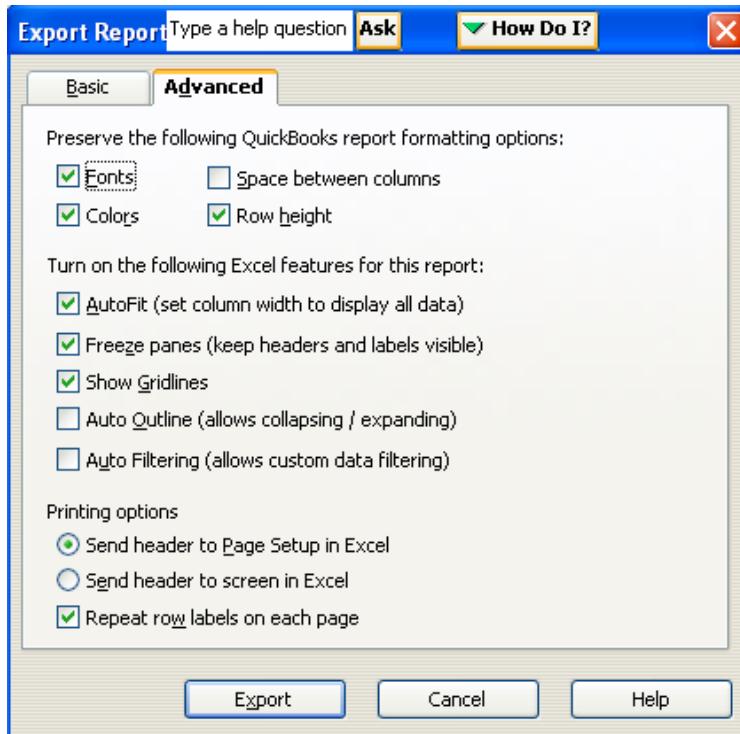 Export Report Type a help question Ask How Do I?
Basic Advanced
Preserve the following QuickBooks report formatting options:
Fonts Space between columns
Colors Row height
Turn on the following Excel features for this report:
AutoFit (set column width to display all data)
Freeze panes (keep headers and labels visible)
Show Gridlines
Auto Outline (allows collapsing / expanding)
Auto Filtering (allows custom data filtering)
Printing options
Send header to Page Setup in Excel
Send header to screen in Excel
Repeat row labels on each page
Export Cancel Help